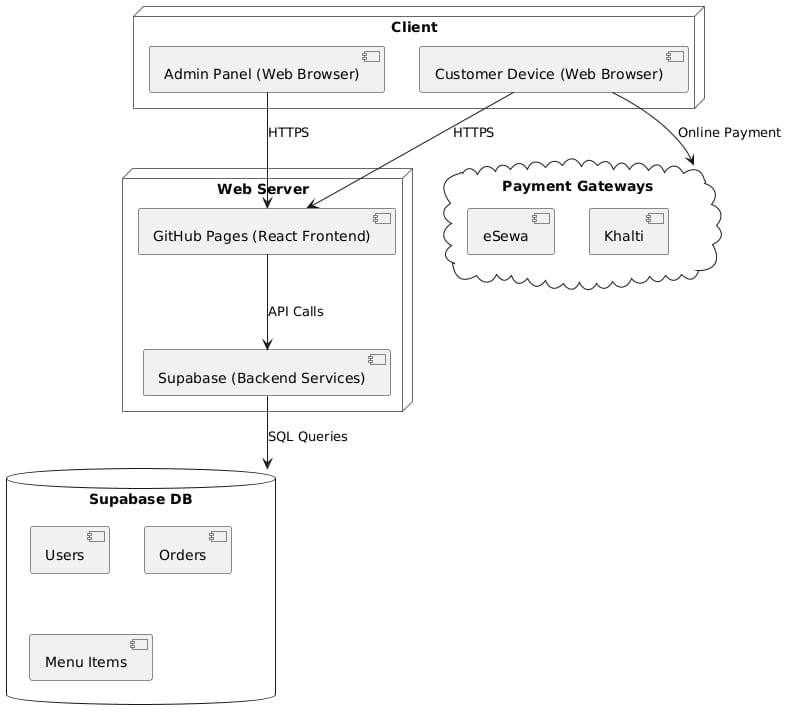 Client
Admin Panel (Web Browser)
Customer Device (Web Browser)
HTTPS
HTTPS
Online Payment
Web Server
GitHub Pages (React Frontend)
Payment Gateways
eSewa
Khalti
API Calls
Supabase (Backend Services)
SQL Queries
Supabase DB
Users
Orders
Menu Items